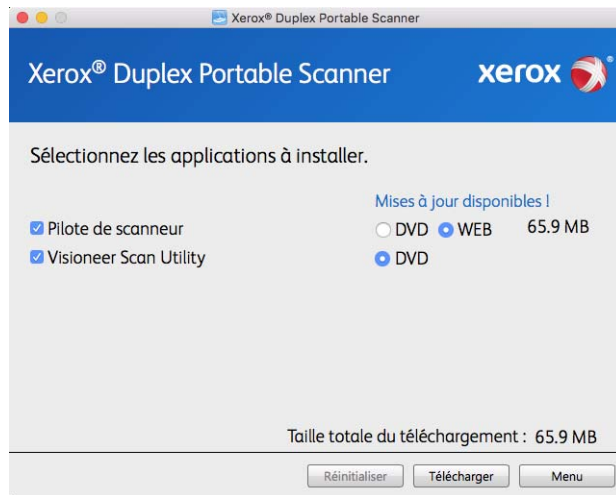 Xerox® Duplex Portable Scanner
Xerox® Duplex Portable Scanner xerox®
Sélectionnez les applications à installer.
Mises à jour disponibles !
Pilote de scanneur DVD WEB 65.9 MB
Visioneer Scan Utility DVD
Taille totale du téléchargement : 65.9 MB
Réinitialiser Télécharger Menu